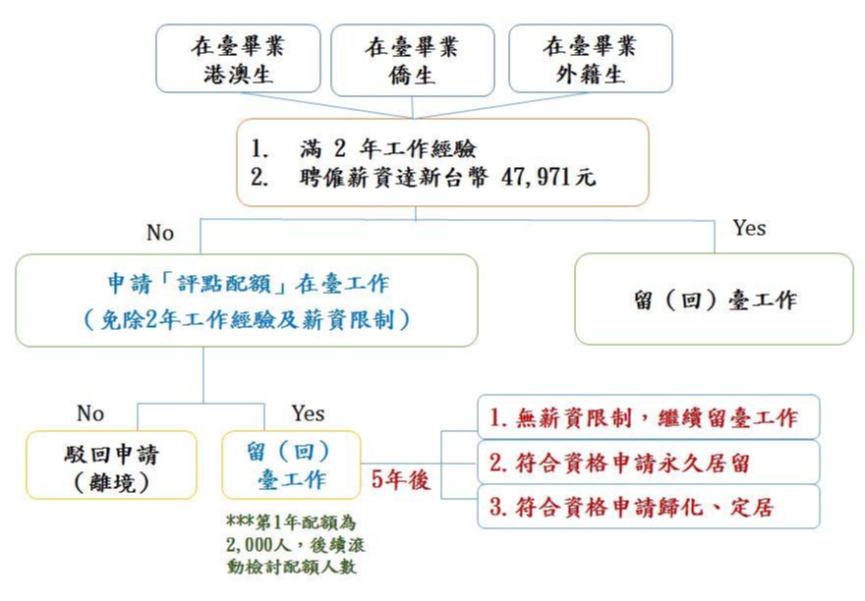 在臺畢業
港澳生
在臺畢業
僑生
在臺畢業
外籍生
1. 滿 2 年工作經驗
2. 聘僱薪資達新台幣 47,971元
No
Yes
申請「評點配額」在臺工作
（免除2年工作經驗及薪資限制）
留（回）臺工作
No
Yes
駁回申請
（離境）
留（回）
臺工作
5年後
1. 無薪資限制，繼續留臺工作
2. 符合資格申請永久居留
3. 符合資格申請歸化、定居
***第1年配額為
2,000人，後續滾
動檢討配額人數